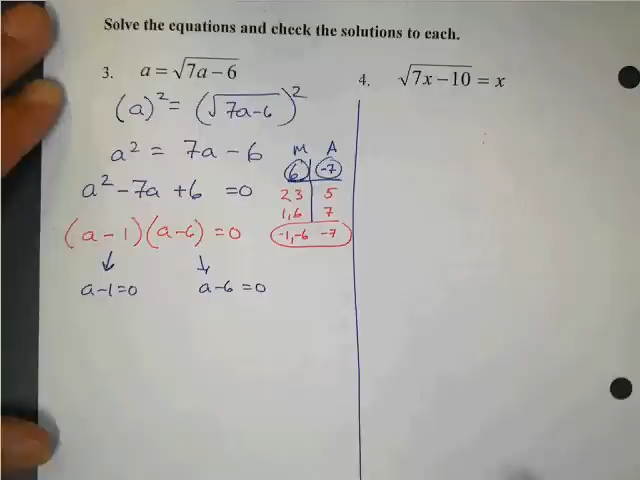 Solve the equations and check the solutions to each.
3. a = √7a − 6
(a)² = (√7a−6)²
a² = 7a − 6
a² − 7a + 6 = 0
(a − 1)(a − 6) = 0
a − 1 = 0 a − 6 = 0
M A
6 −7
2,3 5
1,6 7
−1,−6 −7
4. √7x − 10 = x